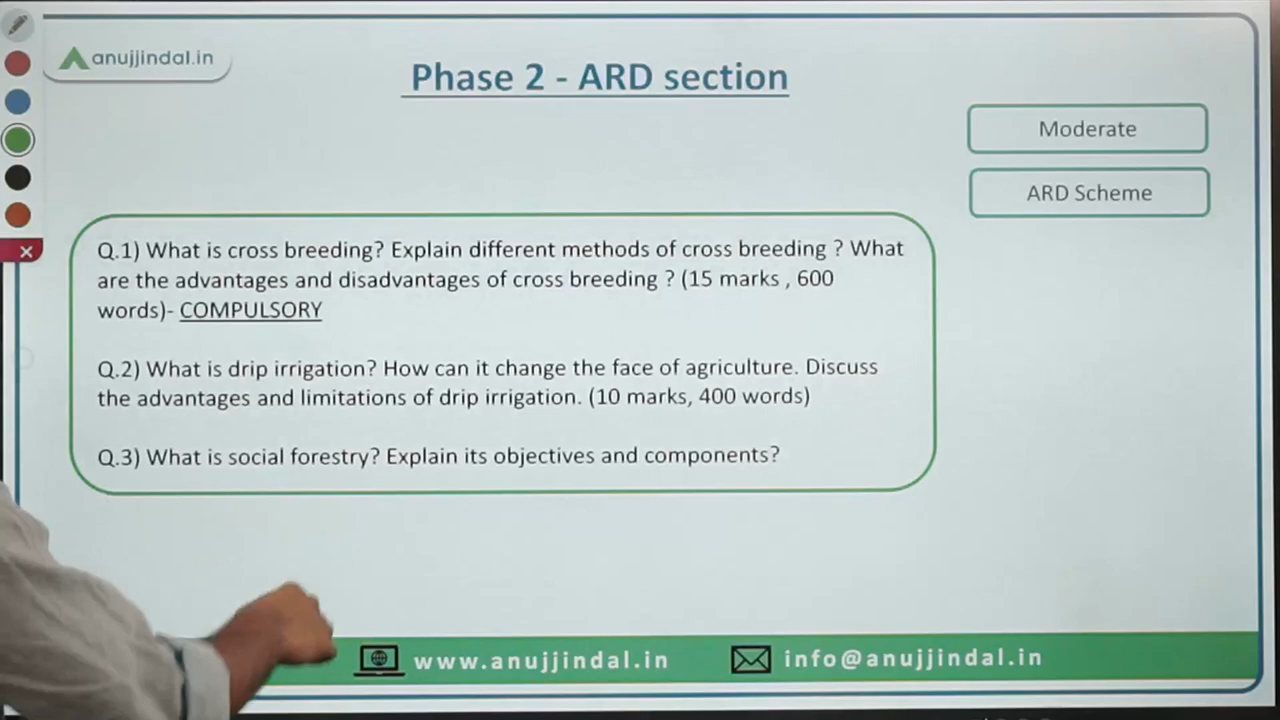 anujjindal.in
Phase 2 - ARD section
Moderate
ARD Scheme
Q.1) What is cross breeding? Explain different methods of cross breeding ? What
are the advantages and disadvantages of cross breeding ? (15 marks , 600
words)- COMPULSORY
Q.2) What is drip irrigation? How can it change the face of agriculture. Discuss
the advantages and limitations of drip irrigation. (10 marks, 400 words)
Q.3) What is social forestry? Explain its objectives and components?
www.anujjindal.in
info@anujjindal.in